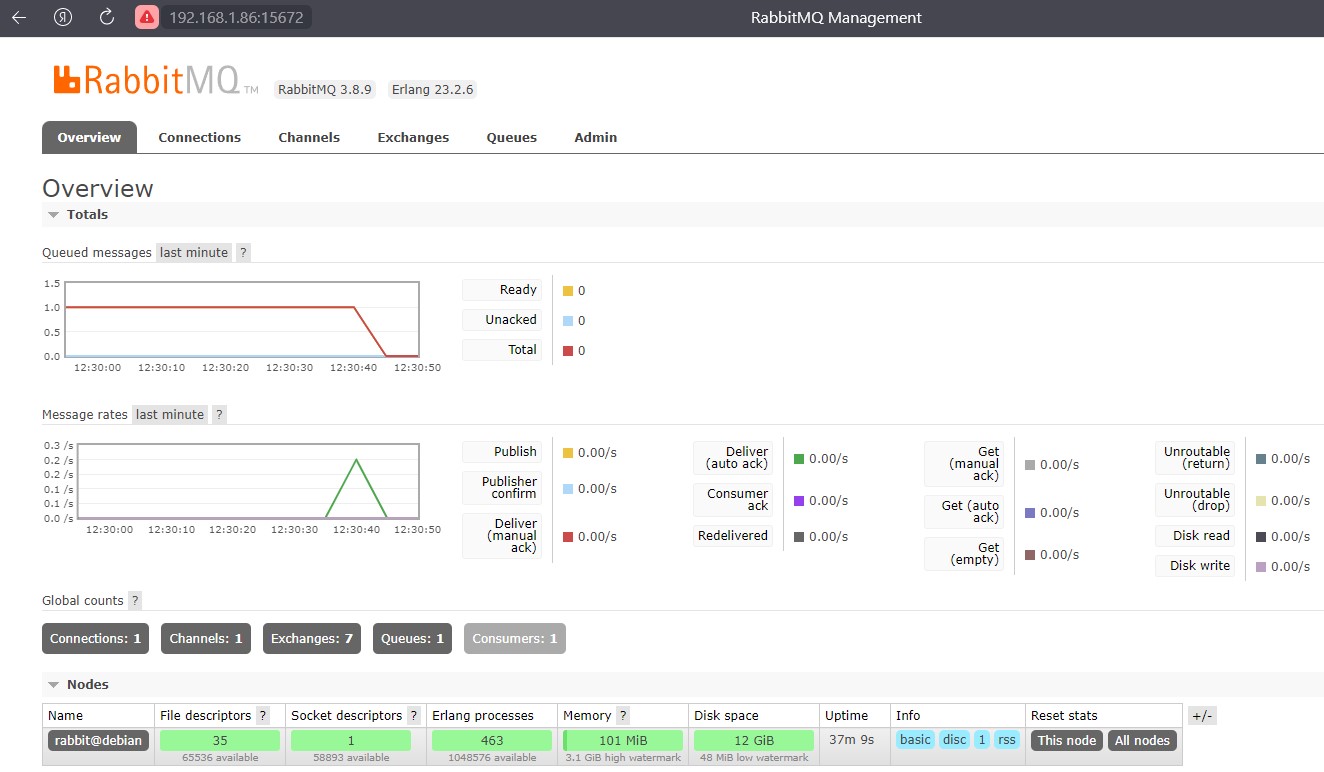 192.168.1.86:15672 RabbitMQ Management
RabbitMQ TM RabbitMQ 3.8.9 Erlang 23.2.6
Overview Connections Channels Exchanges Queues Admin
Overview
Totals
Queued messages last minute ?
1.5
1.0
0.5
0.0
12:30:00 12:30:10 12:30:20 12:30:30 12:30:40 12:30:50
Ready 0
Unacked 0
Total 0
Message rates last minute ?
0.3 /s
0.2 /s
0.2 /s
0.1 /s
0.1 /s
0.0 /s
12:30:00 12:30:10 12:30:20 12:30:30 12:30:40 12:30:50
Publish 0.00/s
Publisher
confirm 0.00/s
Deliver
(manual
ack) 0.00/s
Deliver
(auto ack) 0.00/s
Consumer
ack 0.00/s
Redelivered 0.00/s
Get
(manual
ack) 0.00/s
Get (auto
ack) 0.00/s
Get
(empty) 0.00/s
Unroutable
(return) 0.00/s
Unroutable
(drop) 0.00/s
Disk read 0.00/s
Disk write 0.00/s
Global counts ?
Connections: 1 Channels: 1 Exchanges: 7 Queues: 1 Consumers: 1
Nodes
Name File descriptors ? Socket descriptors ? Erlang processes Memory ? Disk space Uptime Info Reset stats +/-
rabbit@debian 35 1 463 101 MiB 12 GiB 37m 9s basic disc 1 rss This node All nodes
65536 available 58893 available 1048576 available 3.1 GiB high watermark 48 MiB low watermark